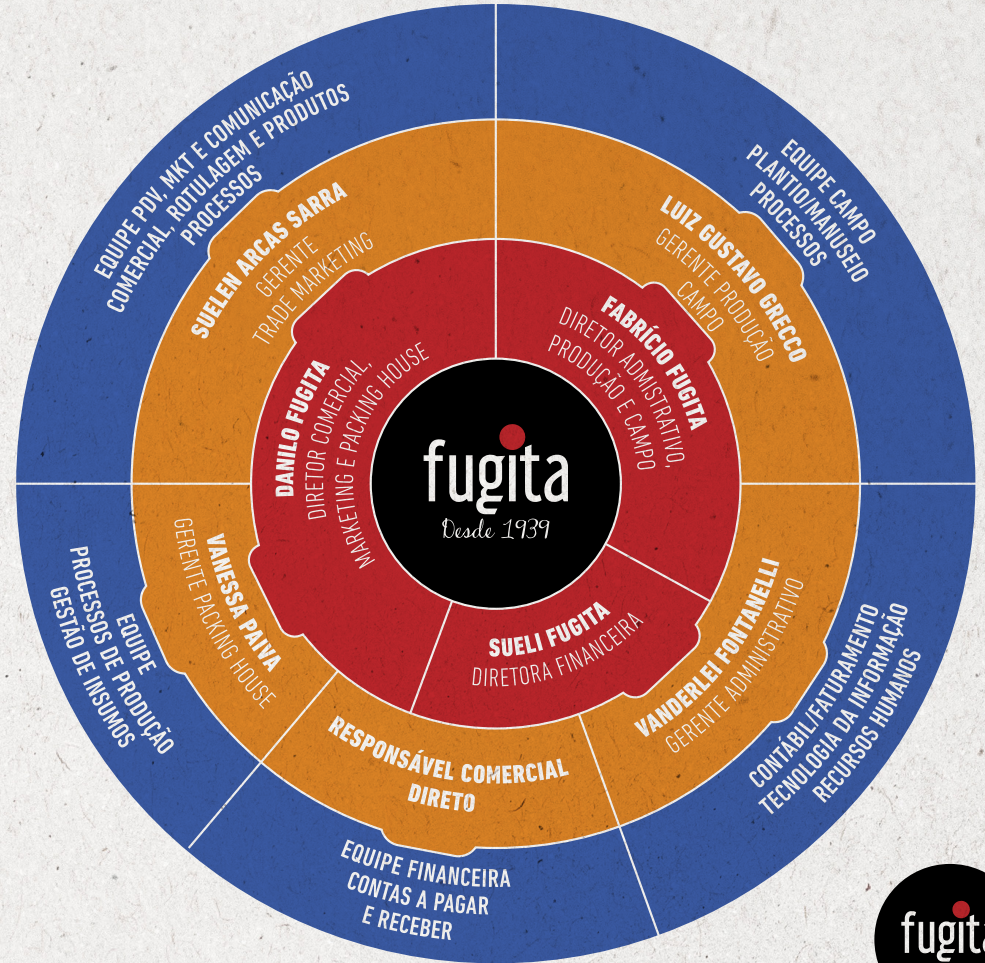 fugita
Desde 1939
DANILO FUGITA
DIRETOR COMERCIAL,
MARKETING E PACKING HOUSE
FABRÍCIO FUGITA
DIRETOR ADMISTRATIVO,
PRODUÇÃO E CAMPO
SUELI FUGITA
DIRETORA FINANCEIRA
SUELEN ARCAS SARRA
GERENTE
TRADE MARKETING
LUIZ GUSTAVO GRECCO
GERENTE PRODUÇÃO
CAMPO
VANDERLEI FONTANELLI
GERENTE ADMINISTRATIVO
RESPONSÁVEL COMERCIAL
DIRETO
VANESSA PAIVA
GERENTE PACKING HOUSE
EQUIPE PDV, MKT E COMUNICAÇÃO
COMERCIAL, ROTULAGEM E PRODUTOS
PROCESSOS
EQUIPE CAMPO
PLANTIO/MANUSEIO
PROCESSOS
CONTÁBIL/FATURAMENTO
TECNOLOGIA DA INFORMAÇÃO
RECURSOS HUMANOS
EQUIPE FINANCEIRA
CONTAS A PAGAR
E RECEBER
EQUIPE
PROCESSOS DE PRODUÇÃO
GESTÃO DE INSUMOS
fugita